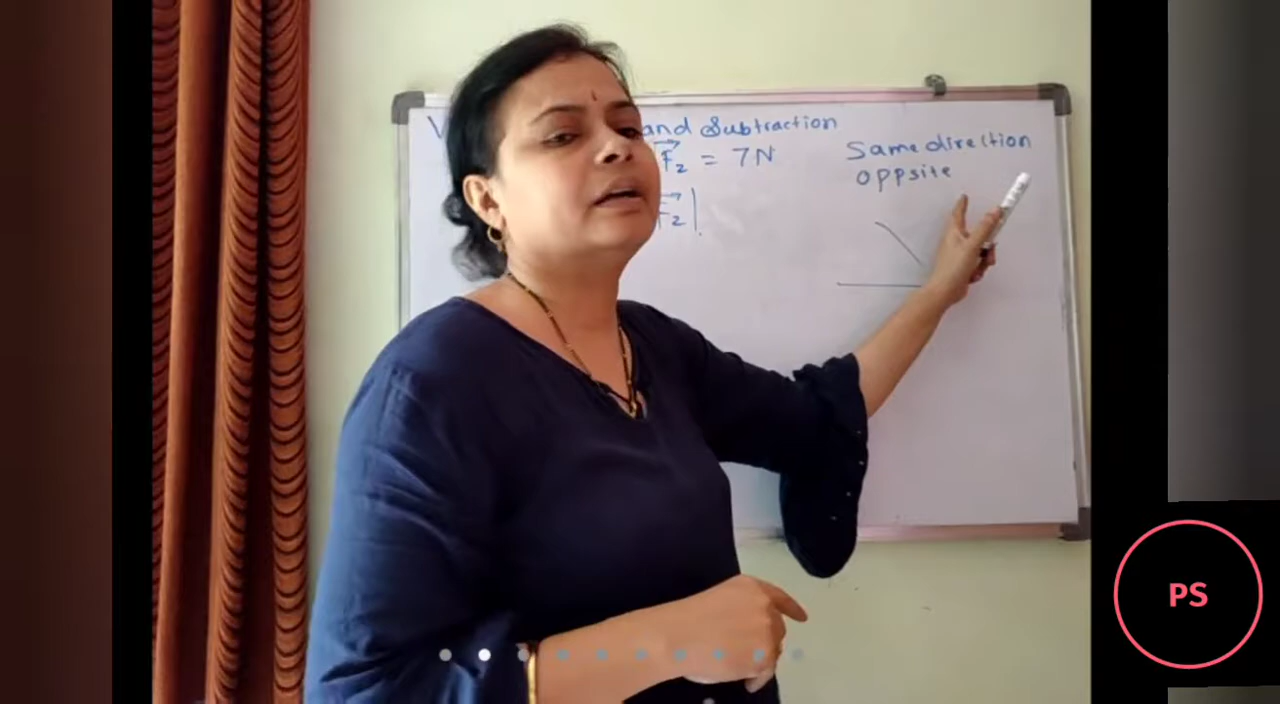 and Subtraction
F₂ = 7N
F₂|
Same direction
oppsite
PS